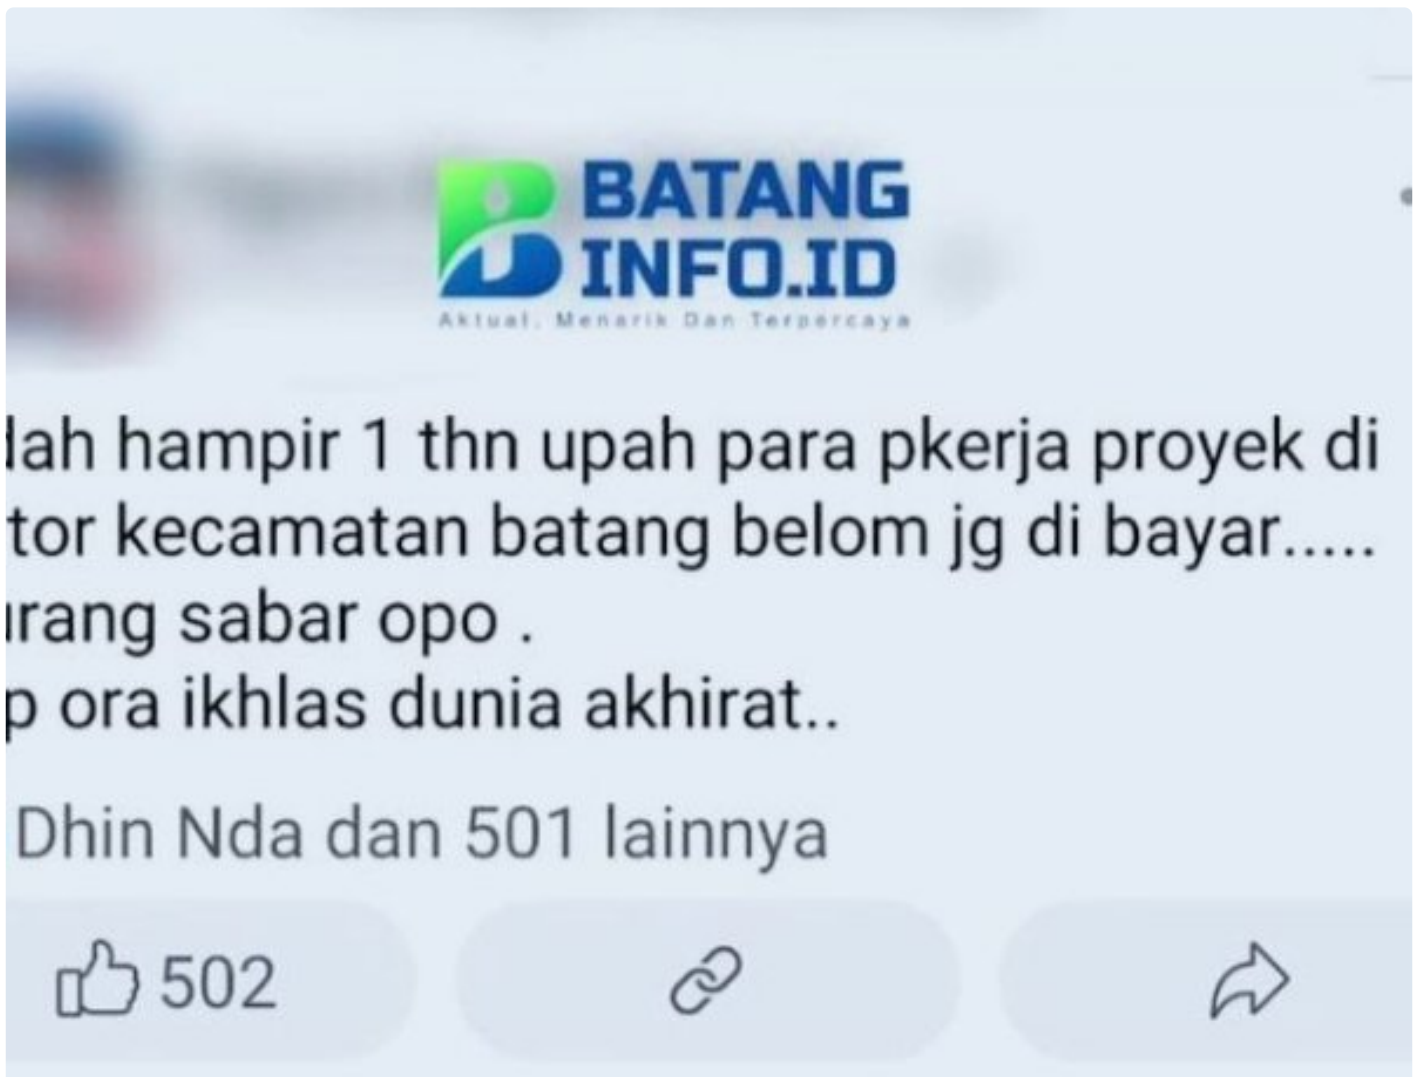 BATANG
INFO.ID
Aktual, Menarik Dan Terpercaya
dah hampir 1 thn upah para pkerja proyek di
tor kecamatan batang belom jg di bayar.....
urang sabar opo .
p ora ikhlas dunia akhirat..
Dhin Nda dan 501 lainnya
502